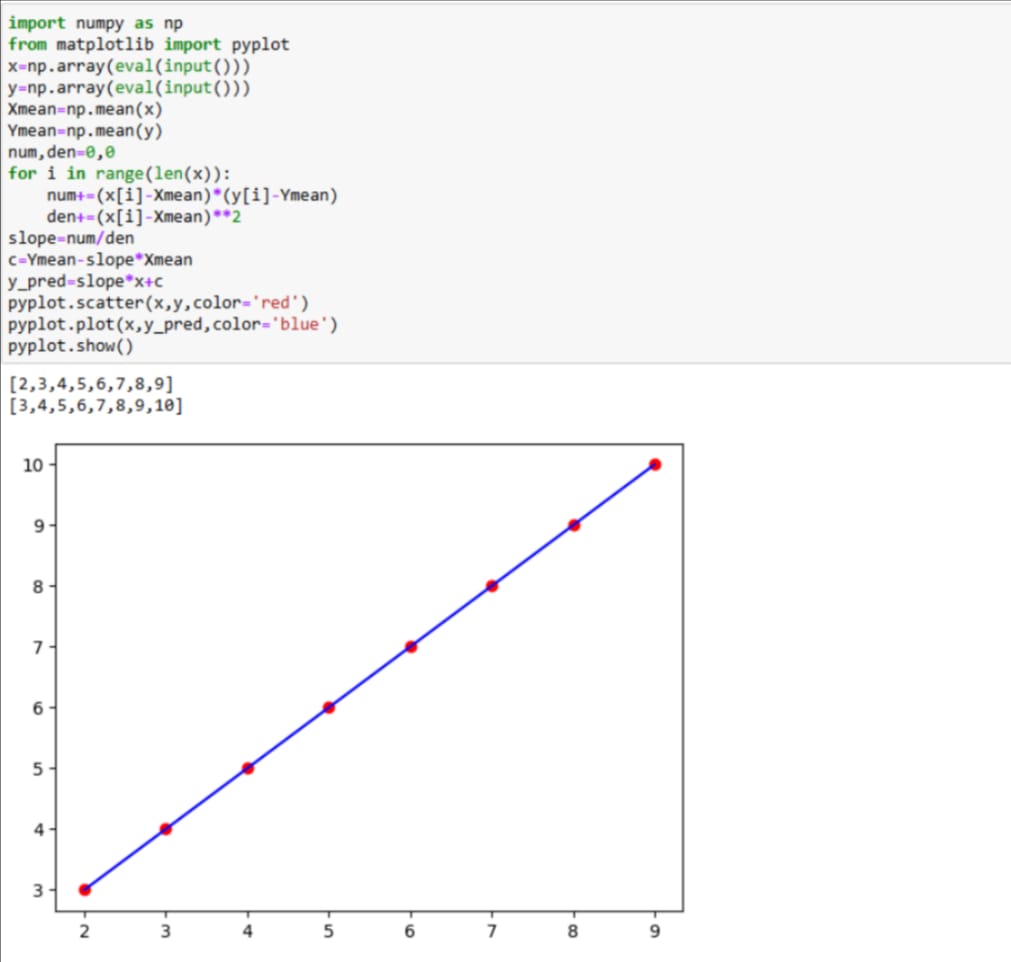 import numpy as np
from matplotlib import pyplot
x=np.array(eval(input()))
y=np.array(eval(input()))
Xmean=np.mean(x)
Ymean=np.mean(y)
num,den=0,0
for i in range(len(x)):
    num+=(x[i]-Xmean)*(y[i]-Ymean)
    den+=(x[i]-Xmean)**2
slope=num/den
c=Ymean-slope*Xmean
y_pred=slope*x+c
pyplot.scatter(x,y,color='red')
pyplot.plot(x,y_pred,color='blue')
pyplot.show()
[2,3,4,5,6,7,8,9]
[3,4,5,6,7,8,9,10]
10
9
8
7
6
5
4
3
2 3 4 5 6 7 8 9